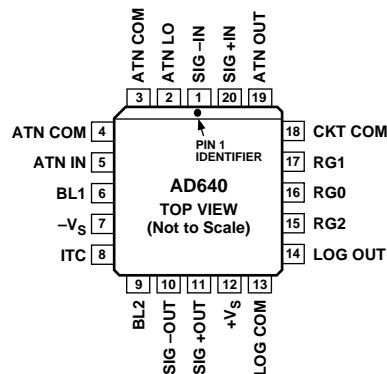 ATN COM
ATN LO
SIG –IN
SIG +IN
ATN OUT
3 2 1 20 19
ATN COM 4
ATN IN 5
BL1 6
–VS 7
ITC 8
PIN 1
IDENTIFIER
AD640
TOP VIEW
(Not to Scale)
18 CKT COM
17 RG1
16 RG0
15 RG2
14 LOG OUT
9 10 11 12 13
BL2
SIG –OUT
SIG +OUT
+VS
LOG COM